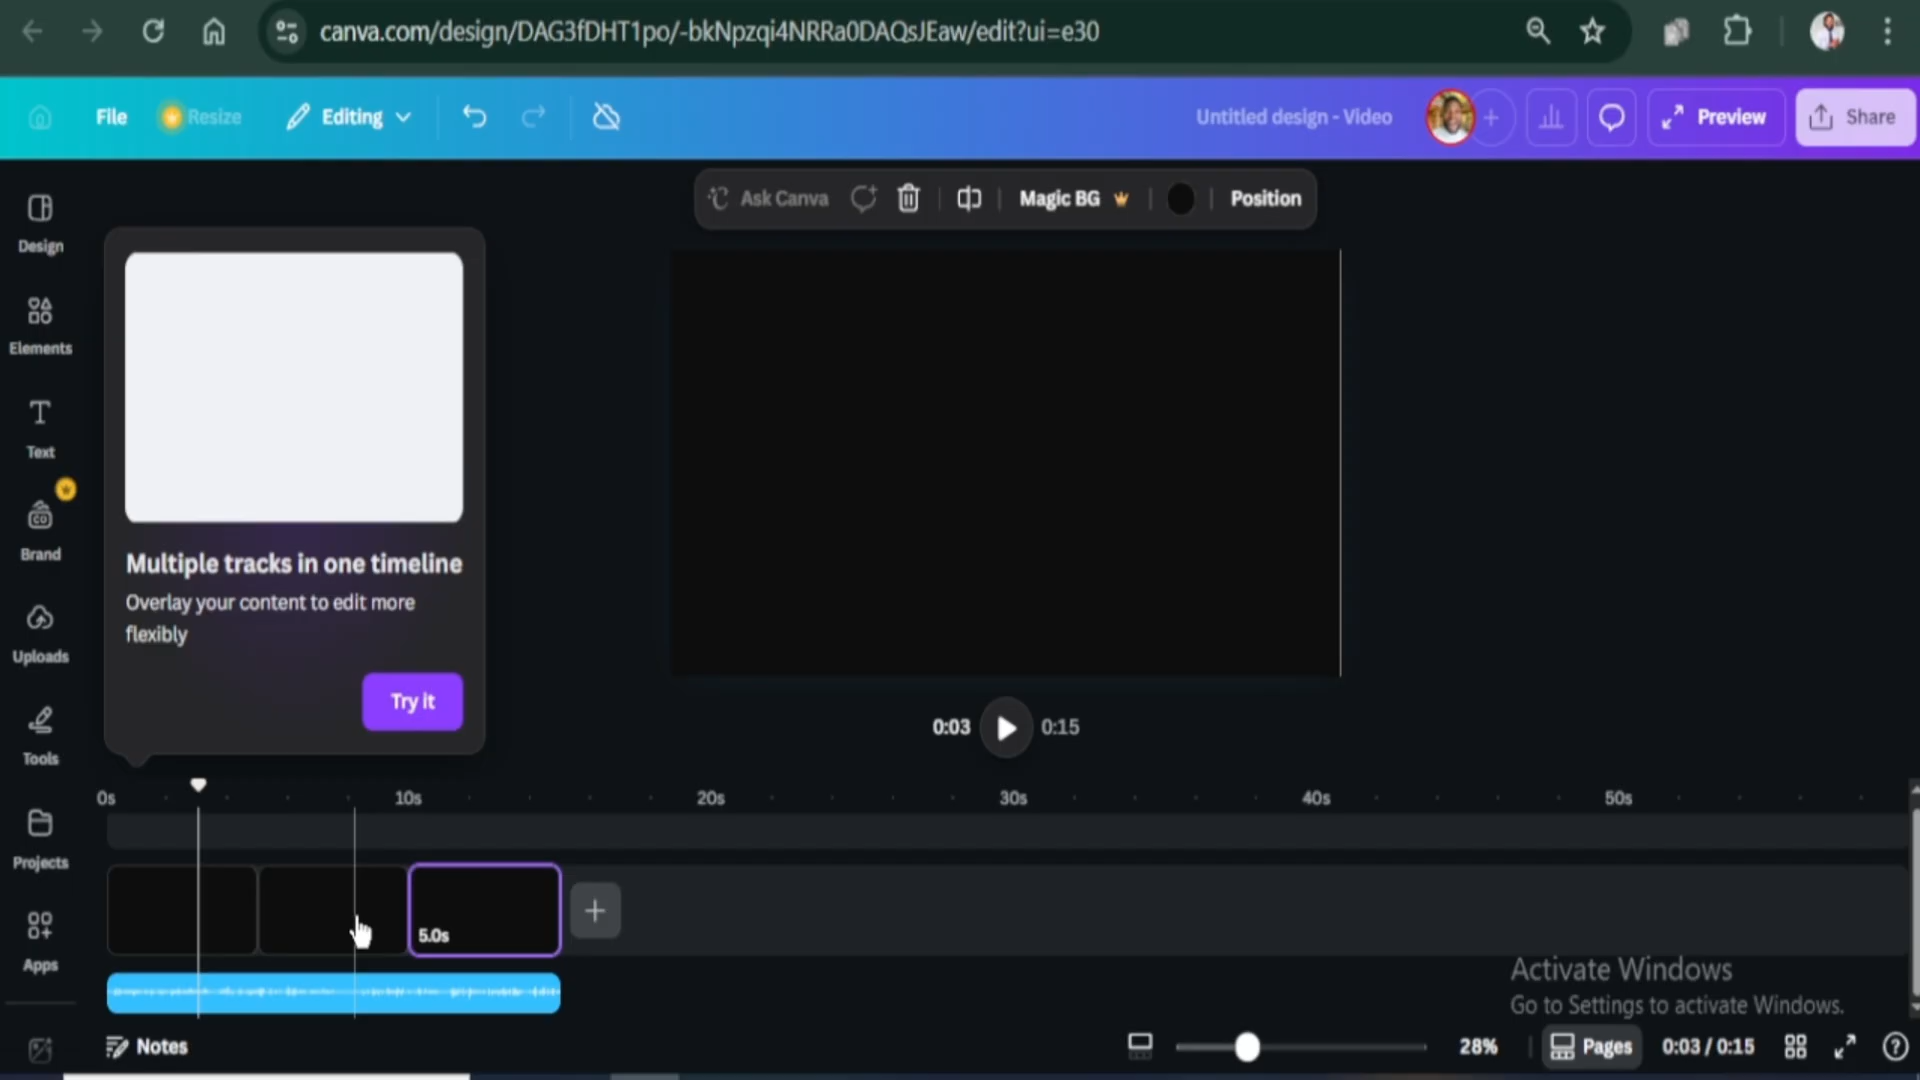 canva.com/design/DAG3fDHT1po/-bkNpzqi4NRRa0DAQsJEaw/edit?ui=e30
File
Resize
Editing
Untitled design - Video
Preview
Share
Ask Canva
Magic BG
Position
Design
Elements
Text
Brand
Uploads
Tools
Projects
Apps
Multiple tracks in one timeline
Overlay your content to edit more
flexibly
Try it
0:03
0:15
0s
10s
20s
30s
40s
50s
5.0s
Activate Windows
Go to Settings to activate Windows.
Notes
28%
Pages
0:03 / 0:15